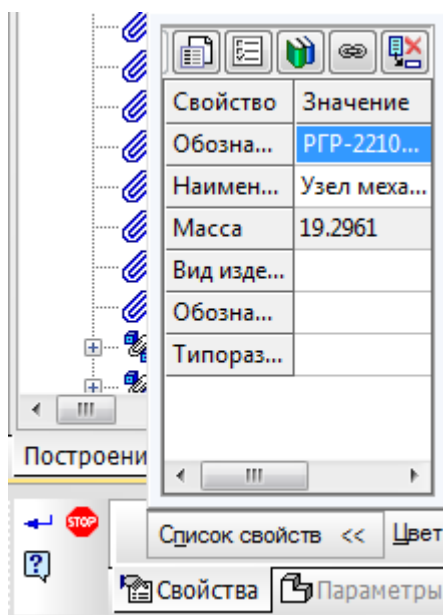 Свойство Значение
Обозна... РГР-2210...
Наимен... Узел меха...
Масса 19.2961
Вид изде...
Обозна...
Типораз...
Построени
STOP
Список свойств << Цвет
Свойства Параметры